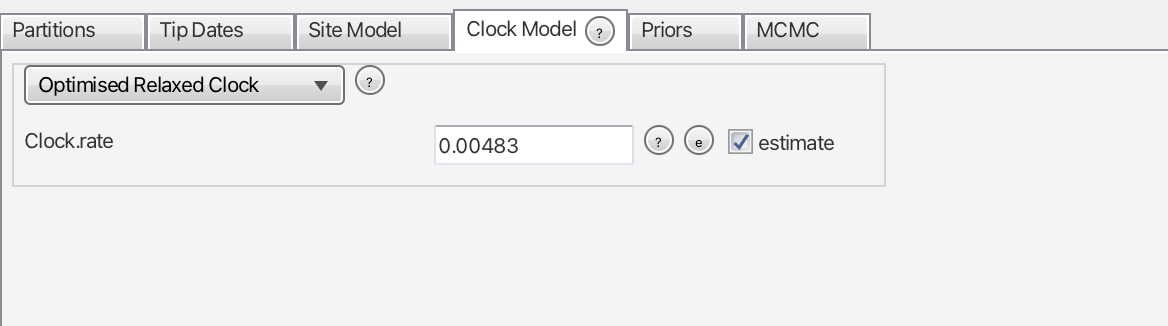 Partitions Tip Dates Site Model Clock Model ? Priors MCMC
Optimised Relaxed Clock ?
Clock.rate 0.00483 ? e estimate